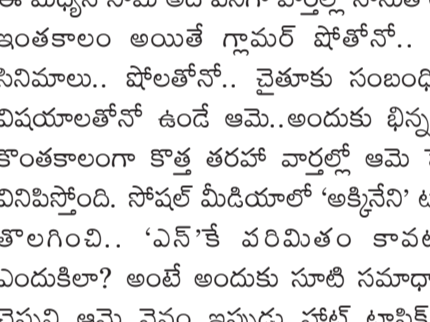 ఇంతకాలం అయితే గ్లామర్ షోతోనో..
సినిమాలు.. షోలతోనో.. చైతూకు సంబంధి
విషయాలతోనో ఉండే ఆమె..అందుకు భిన్న
కొంతకాలంగా కొత్త తరహా వార్తల్లో ఆమె
వినిపిస్తోంది. సోషల్ మీడియాలో ‘అక్కినేని’
తొలగించి.. ‘ఎస్’కే పరిమితం కావట
ఎందుకిలా? అంటే అందుకు సూటి సమాధా